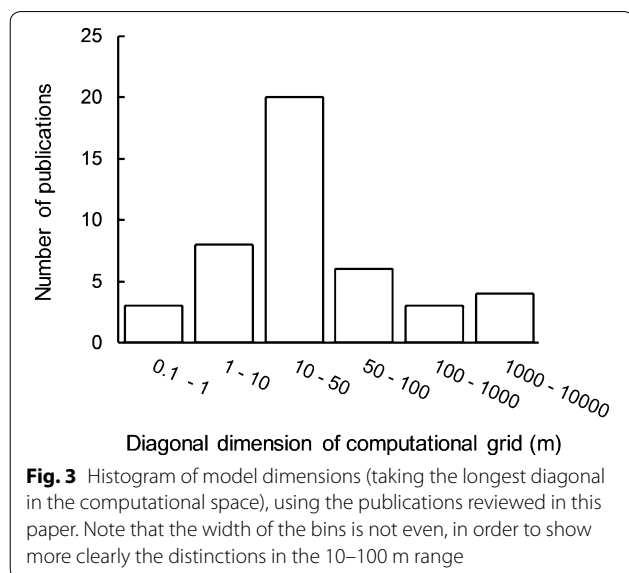 25
20
15
10
5
0
Number of publications
0.1 - 1
1 - 10
10 - 50
50 - 100
100 - 1000
1000 - 10000
Diagonal dimension of computational grid (m)
Fig. 3 Histogram of model dimensions (taking the longest diagonal
in the computational space), using the publications reviewed in this
paper. Note that the width of the bins is not even, in order to show
more clearly the distinctions in the 10–100 m range